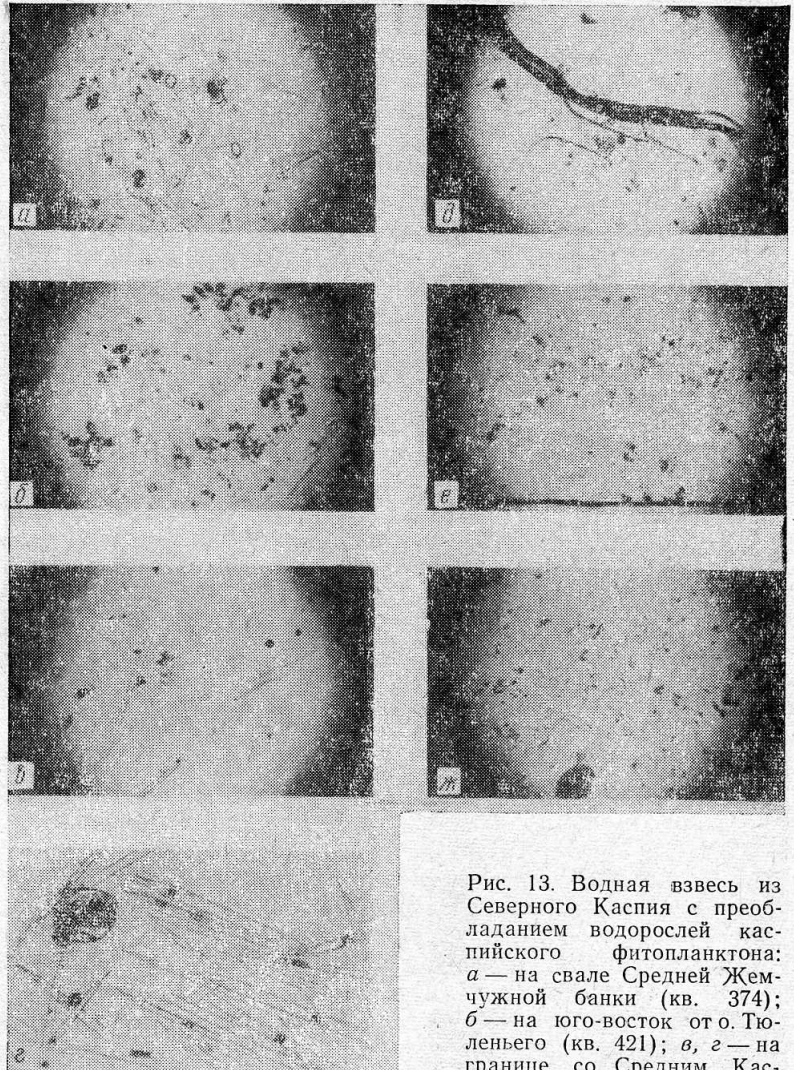 а
д
б
е
в
ж
г
Рис. 13. Водная взвесь из
Северного Каспия с преоб-
ладанием водорослей кас-
пийского фитопланктона:
а — на свале Средней Жем-
чужной банки (кв. 374);
б — на юго-восток от о. Тю-
леньего (кв. 421); в, г — на
границе со Средним Кас-